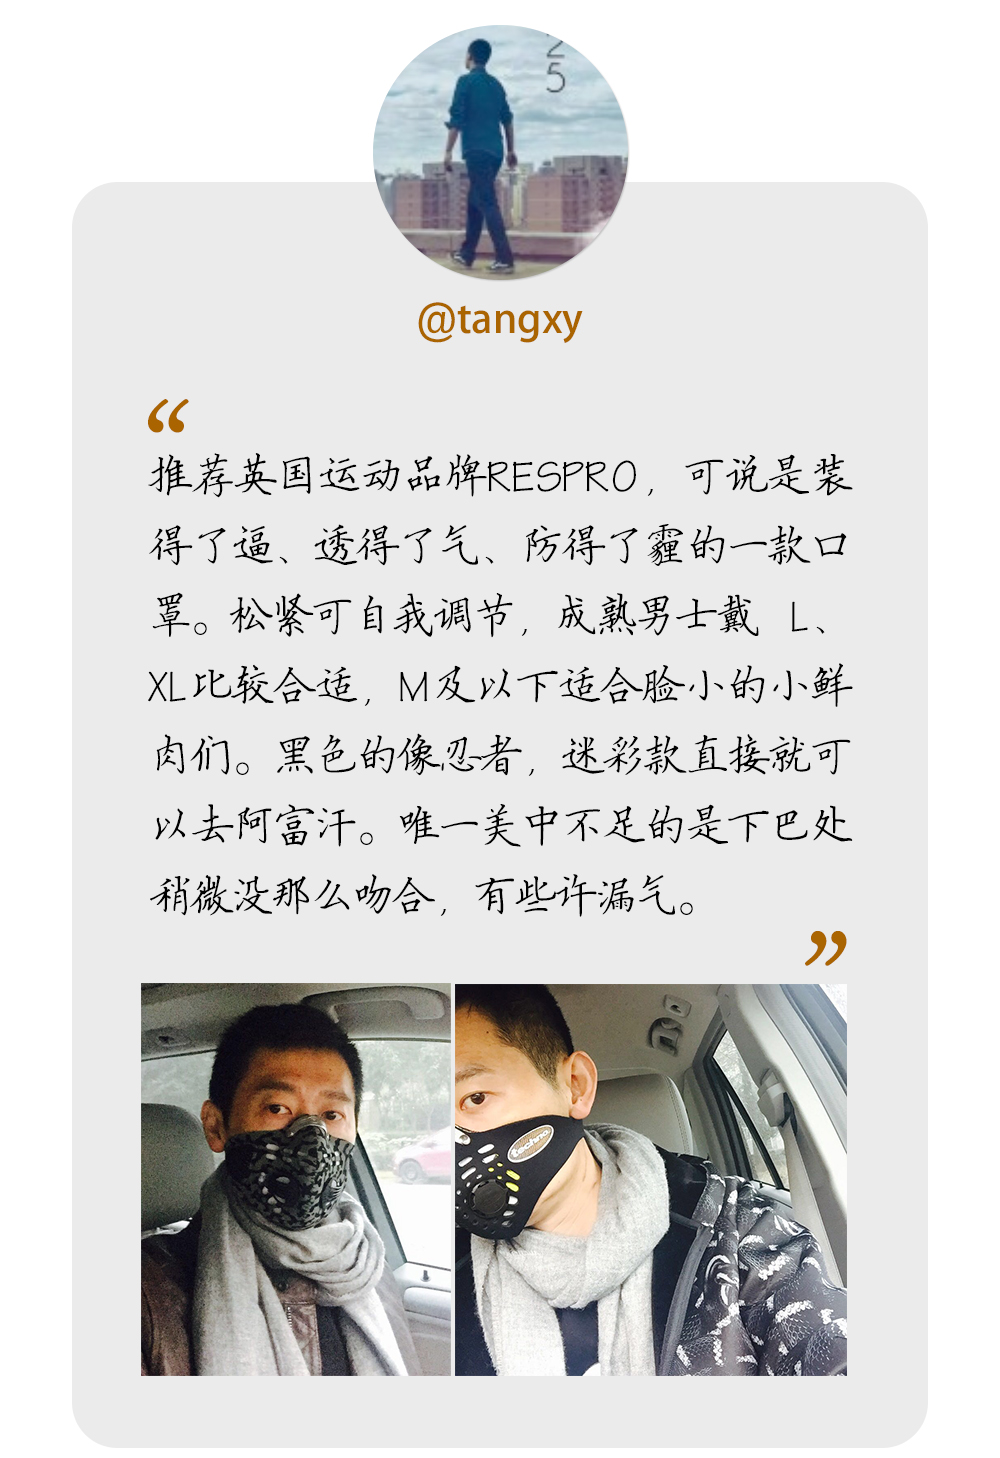 25
@tangxy
“
推荐英国运动品牌RESPRO，可说是装
得了逼、透得了气、防得了霾的一款口
罩。松紧可自我调节，成熟男士戴 L、
XL比较合适，M及以下适合脸小的小鲜
肉们。黑色的像忍者，迷彩款直接就可
以去阿富汗。唯一美中不足的是下巴处
稍微没那么吻合，有些许漏气。
”
techno